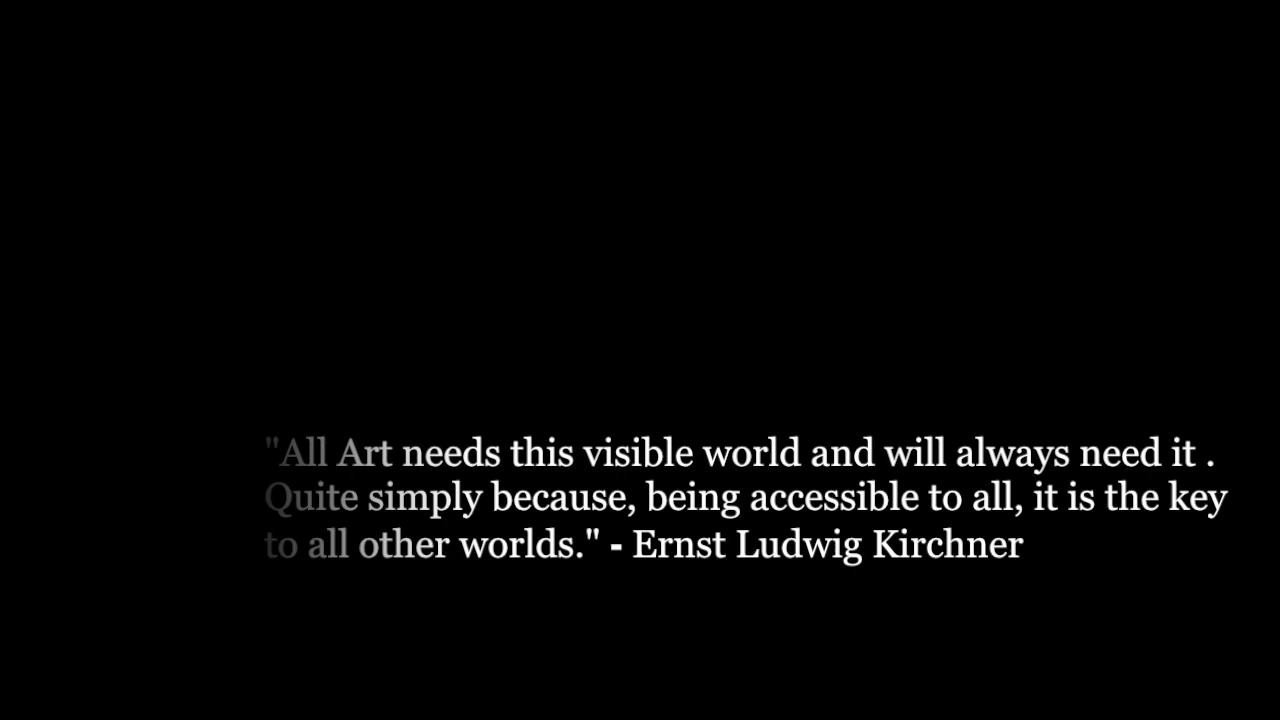 "All Art needs this visible world and will always need it .
Quite simply because, being accessible to all, it is the key
to all other worlds." - Ernst Ludwig Kirchner